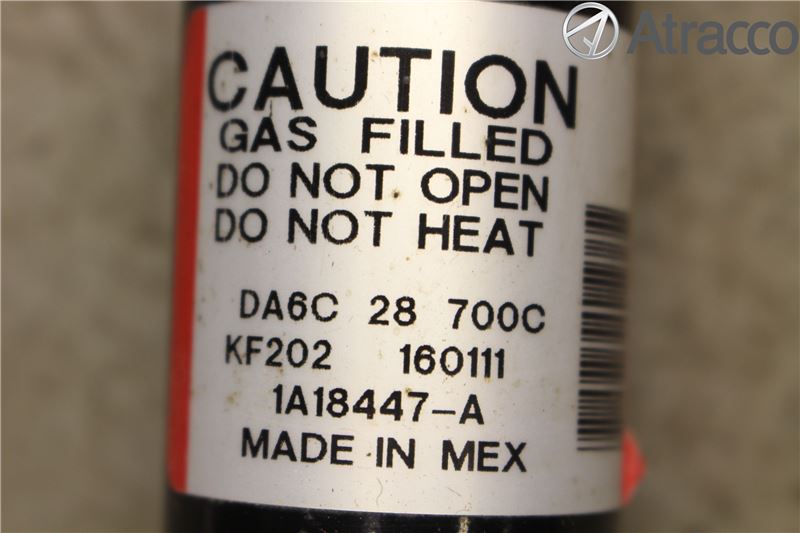 Atracco
CAUTION
GAS FILLED
DO NOT OPEN
DO NOT HEAT
DA6C 28 700C
KF202 160111
1A18447-A
MADE IN MEX